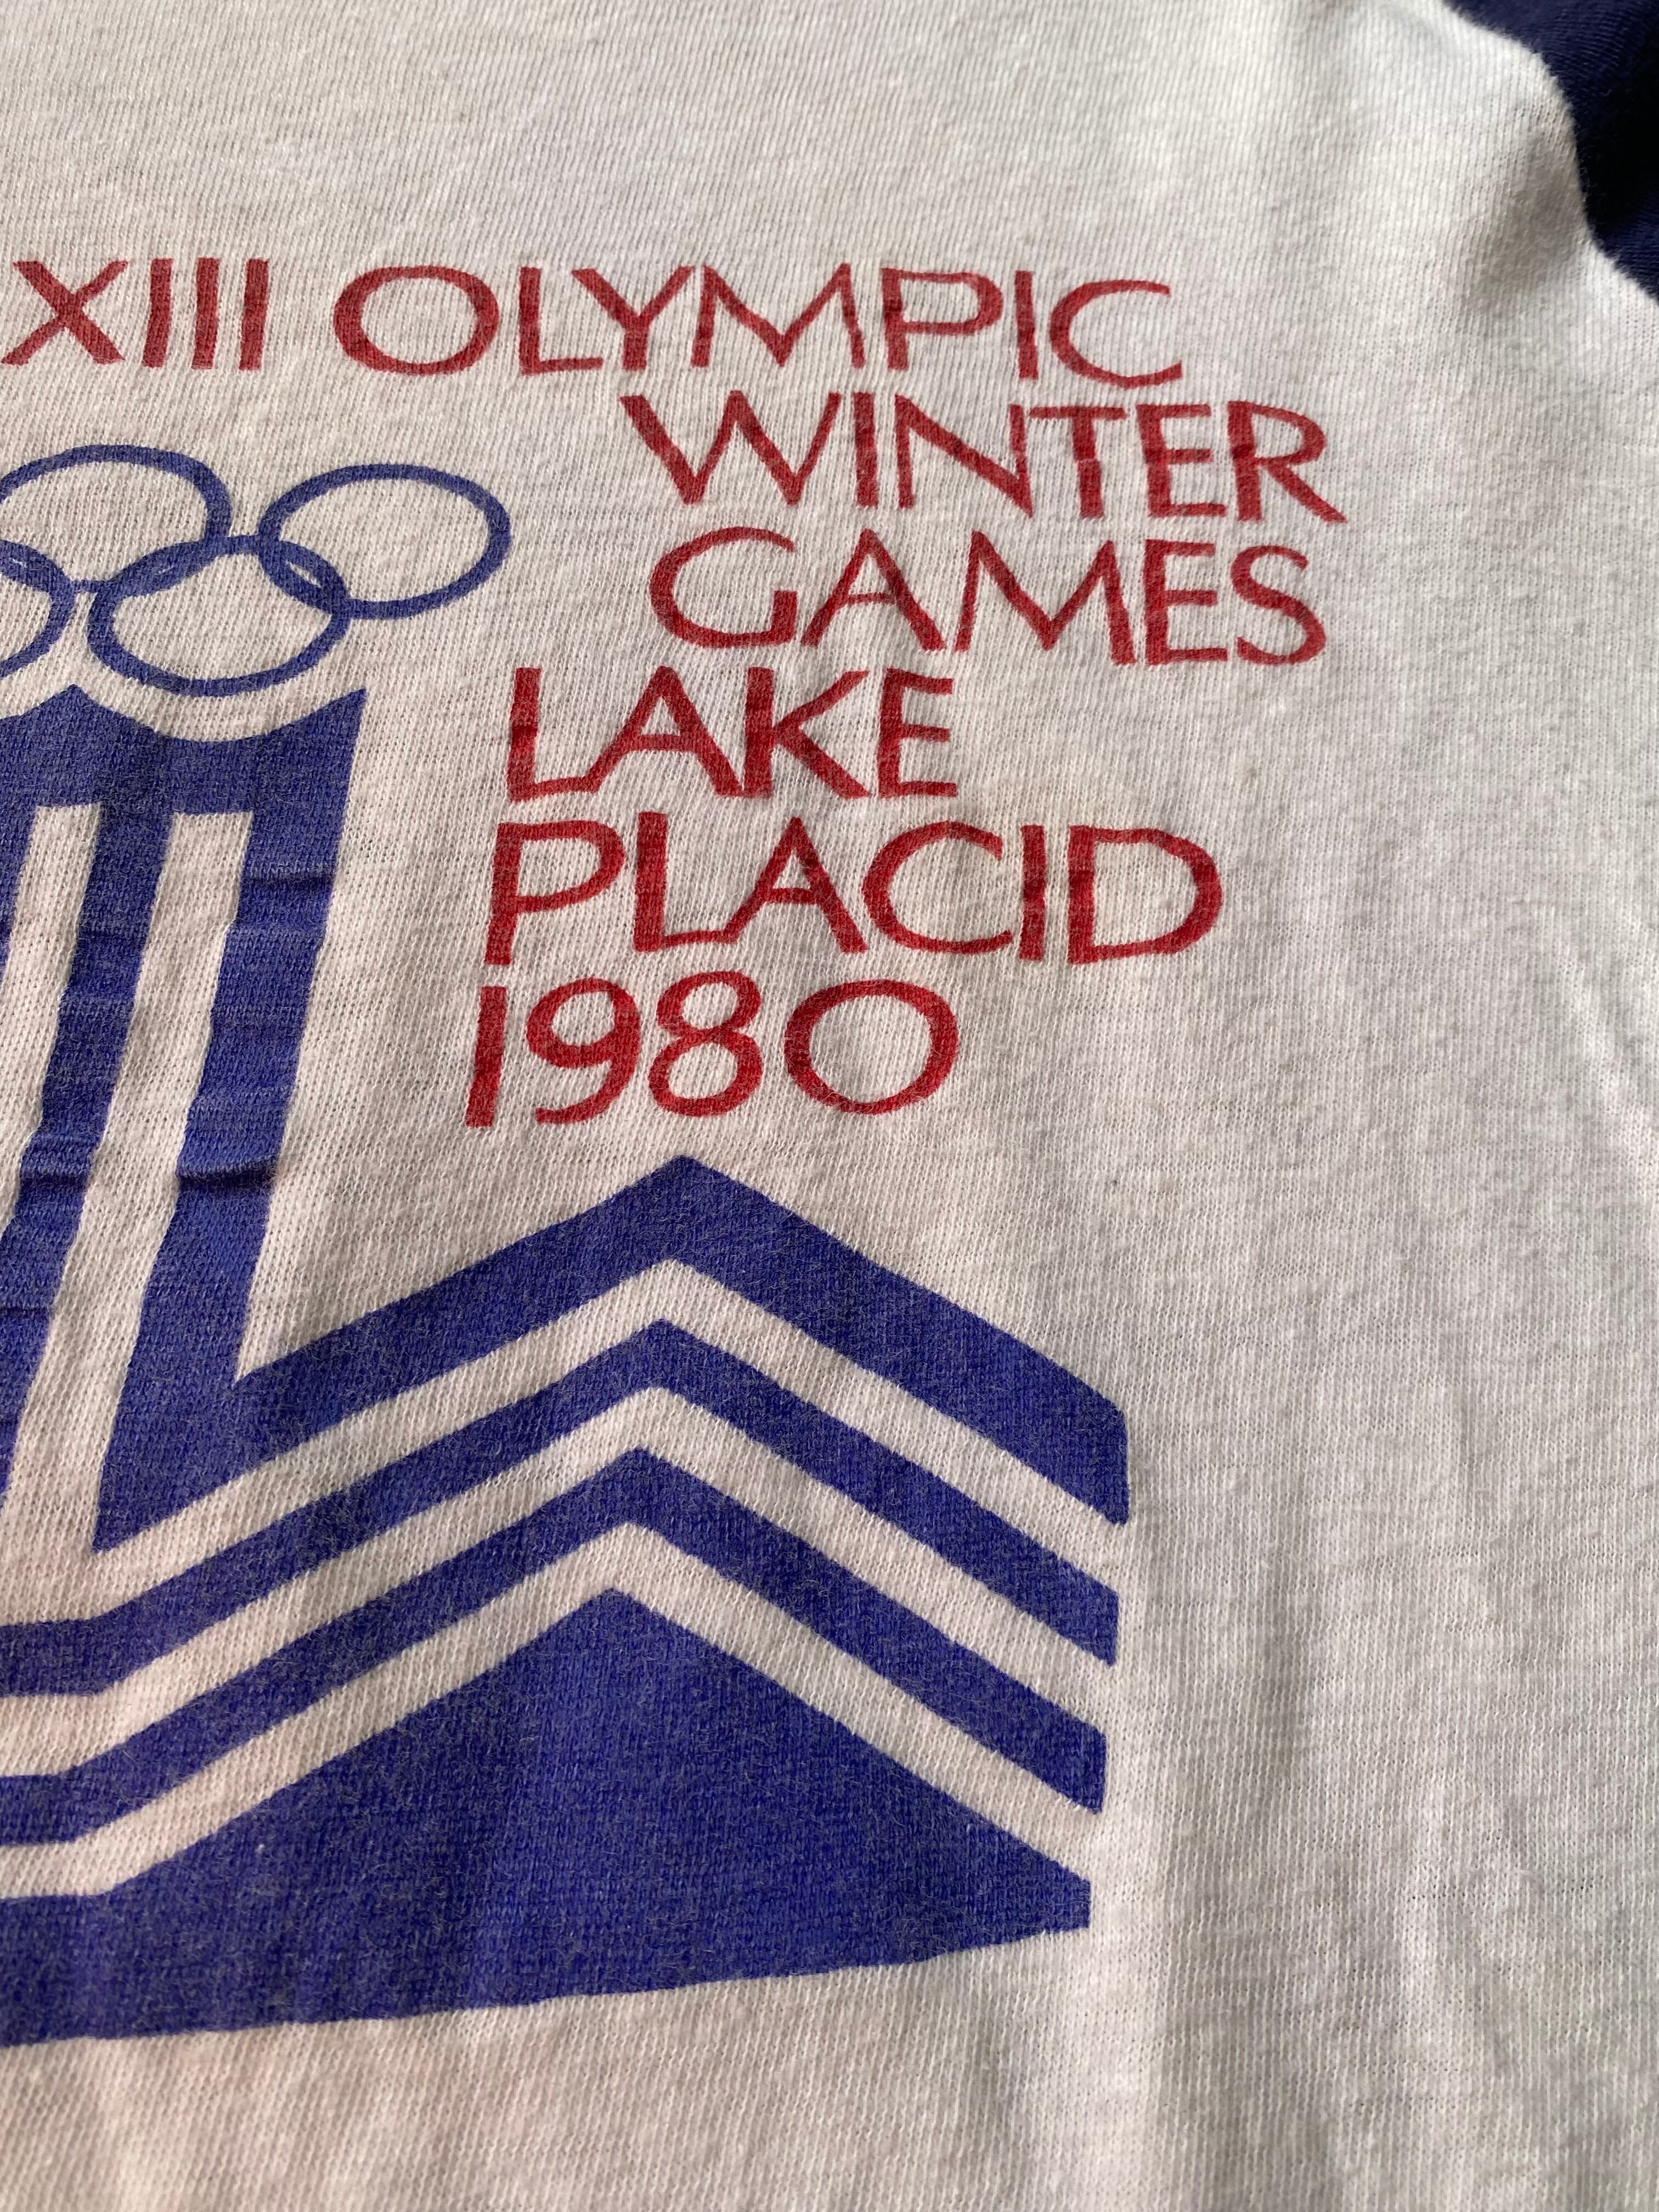 XIII OLYMPIC
WINTER
GAMES
LAKE
PLACID
1980